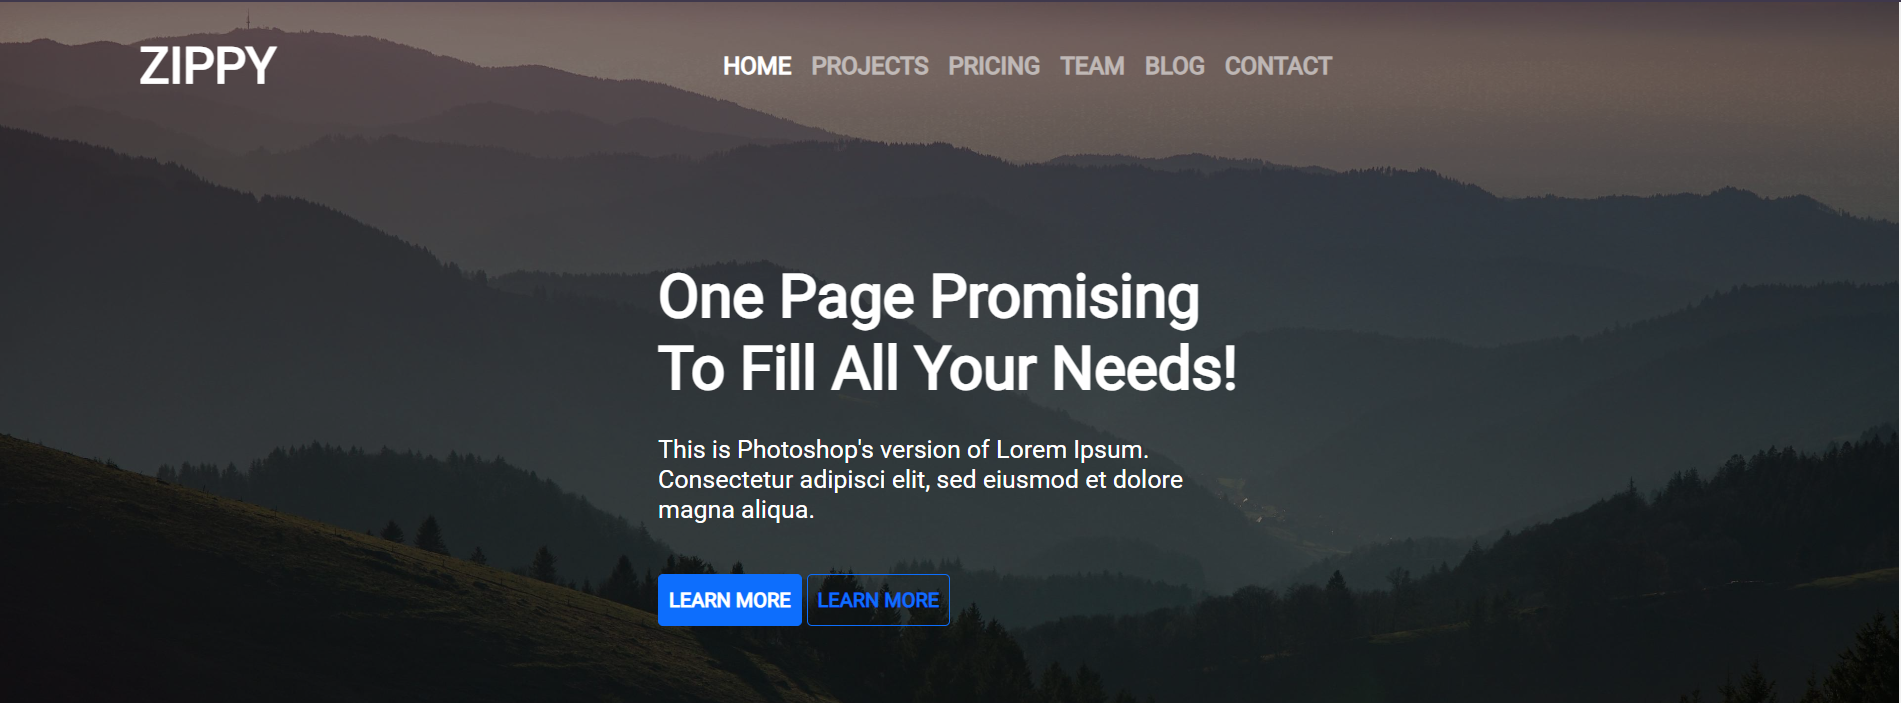 ZIPPY
HOME PROJECTS PRICING TEAM BLOG CONTACT
One Page Promising
To Fill All Your Needs!
This is Photoshop's version of Lorem Ipsum.
Consectetur adipisci elit, sed eiusmod et dolore
magna aliqua.
LEARN MORE LEARN MORE